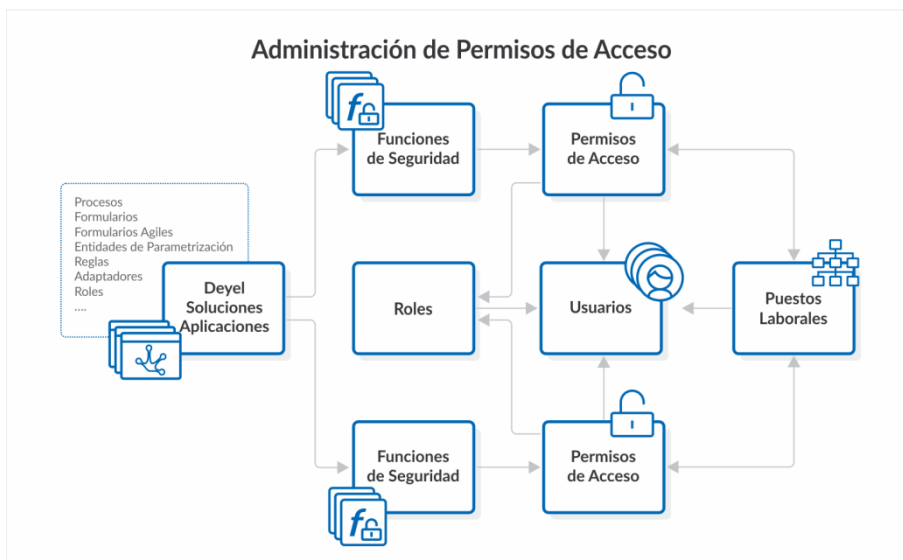 Administración de Permisos de Acceso
Funciones
de Seguridad
Permisos
de Acceso
Procesos
Formularios
Formularios Agiles
Entidades de Parametrización
Reglas
Adaptadores
Roles
....
Deyel
Soluciones
Aplicaciones
Roles
Usuarios
Puestos
Laborales
Funciones
de Seguridad
Permisos
de Acceso